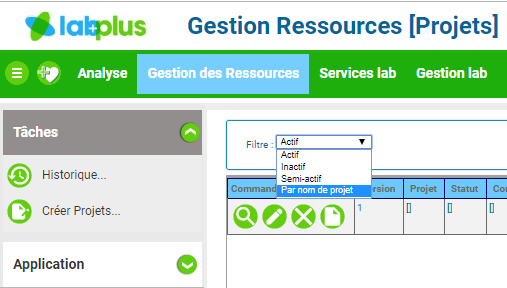 labplus
Gestion Ressources [Projets]
Analyse Gestion des Ressources Services lab Gestion lab
Tâches
Historique...
Créer Projets...
Application
Filtre : Actif
Actif
Inactif
Semi-actif
Par nom de projet
Command rsion Projet Statut Co
1 [] [] []